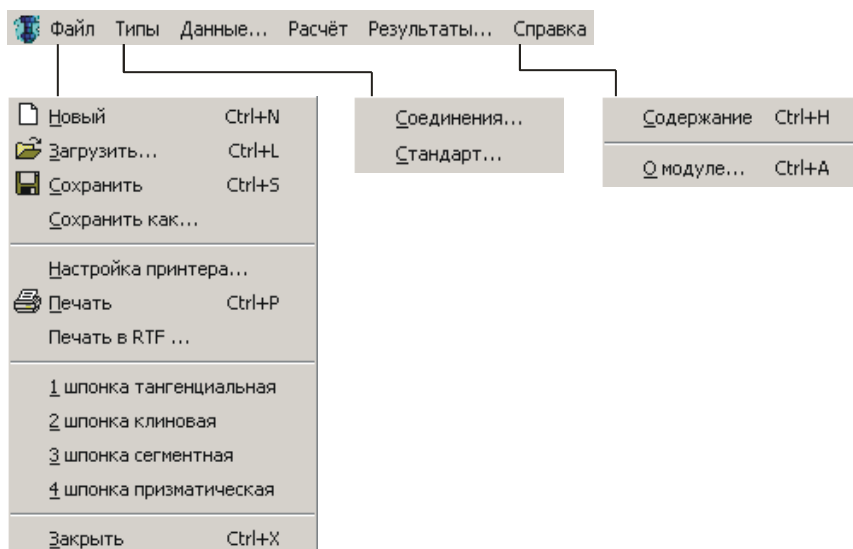 Файл Типы Данные... Расчёт Результаты... Справка
Новый Ctrl+N
Загрузить... Ctrl+L
Сохранить Ctrl+S
Сохранить как...
Настройка принтера...
Печать Ctrl+P
Печать в RTF ...
1 шпонка тангенциальная
2 шпонка клиновая
3 шпонка сегментная
4 шпонка призматическая
Закрыть Ctrl+X
Соединения...
Стандарт...
Содержание Ctrl+H
О модуле... Ctrl+A